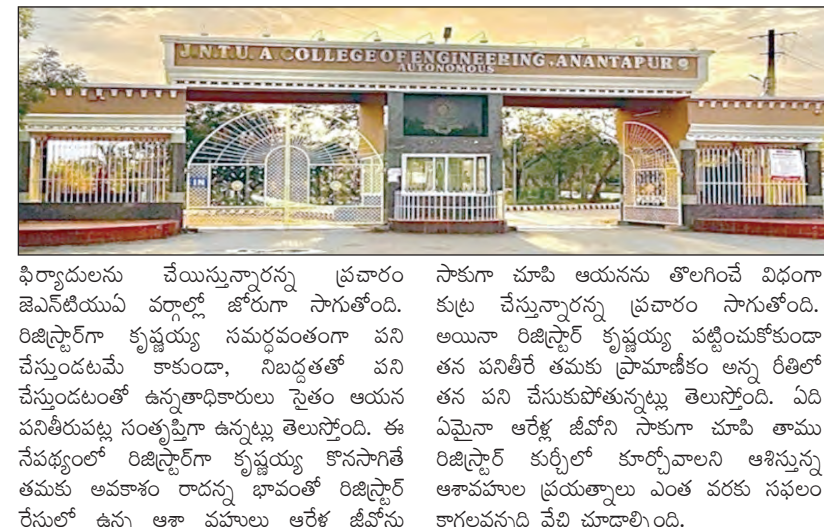 J.N.T.U. A COLLEGE OF ENGINEERING, ANANTAPUR
AUTONOMOUS
IN
ఫిర్యాదులను చేయిస్తున్నారన్న ప్రచారం
జెఎన్‌టియుఏ వర్గాల్లో జోరుగా సాగుతోంది.
రిజిస్ట్రార్‌గా కృష్ణయ్య సమర్ధవంతంగా పని
చేస్తుండటమే కాకుండా, నిబద్దతతో పని
చేస్తుండటంతో ఉన్నతాధికారులు సైతం ఆయన
పనితీరుపట్ల సంతృప్తిగా ఉన్నట్లు తెలుస్తోంది. ఈ
నేపథ్యంలో రిజిస్ట్రార్‌గా కృష్ణయ్య కొనసాగితే
తమకు అవకాశం రాదన్న భావంతో రిజిస్ట్రార్
రేసులో ఉన్న ఆశా వహులు ఆరేళ జీవోను
సాకుగా చూపి ఆయనను తొలగించే విధంగా
కుట్ర చేస్తున్నారన్న ప్రచారం సాగుతోంది.
అయినా రిజిస్ట్రార్ కృష్ణయ్య పట్టించుకోకుండా
తన పనితీరే తమకు ప్రామాణీకం అన్న రీతిలో
తన పని చేసుకుపోతున్నట్లు తెలుస్తోంది. ఏది
ఏమైనా ఆరేళ్ల జీవోని సాకుగా చూపి తాము
రిజిస్ట్రార్ కుర్చీలో కూర్చోవాలని ఆశిస్తున్న
ఆశావహుల ప్రయత్నాలు ఎంత వరకు సఫలం
కాగలవన్నది వేచి చూడాల్సింది.